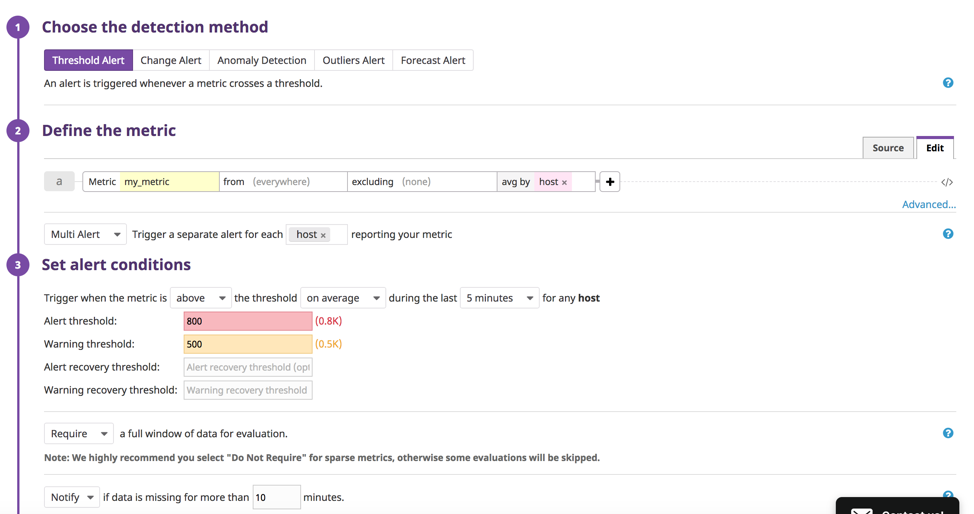 1 Choose the detection method
Threshold Alert Change Alert Anomaly Detection Outliers Alert Forecast Alert
An alert is triggered whenever a metric crosses a threshold. ?
2 Define the metric
Source Edit
a Metric my_metric from (everywhere) excluding (none) avg by host × + </>
Advanced...
Multi Alert Trigger a separate alert for each host × reporting your metric ?
3 Set alert conditions
Trigger when the metric is above the threshold on average during the last 5 minutes for any host
Alert threshold: 800 (0.8K)
Warning threshold: 500 (0.5K)
Alert recovery threshold: Alert recovery threshold (opt
Warning recovery threshold: Warning recovery threshold
Require a full window of data for evaluation. ?
Note: We highly recommend you select "Do Not Require" for sparse metrics, otherwise some evaluations will be skipped.
Notify if data is missing for more than 10 minutes. ?